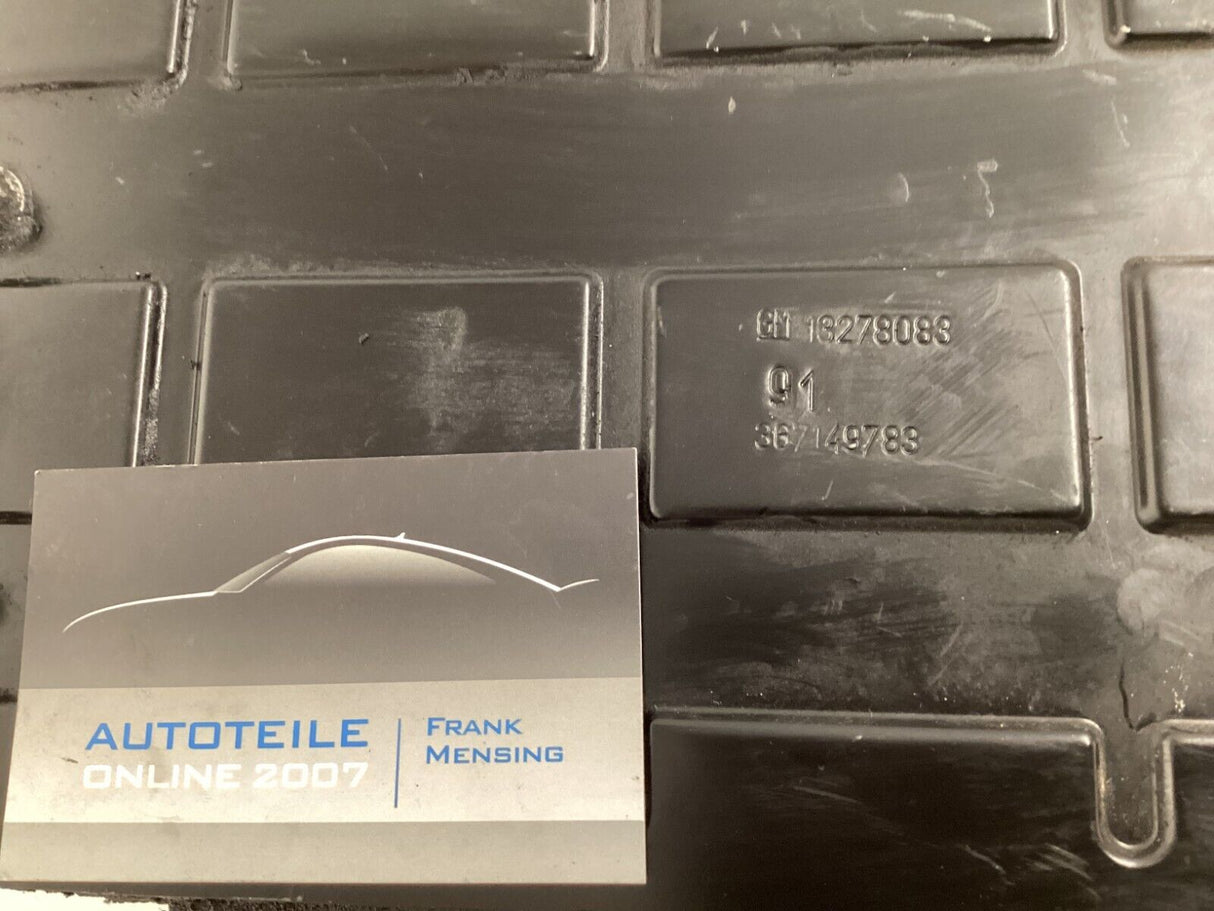 GM 13278083
91
367149783
AUTOTEILE
ONLINE 2007
FRANK
MENSING